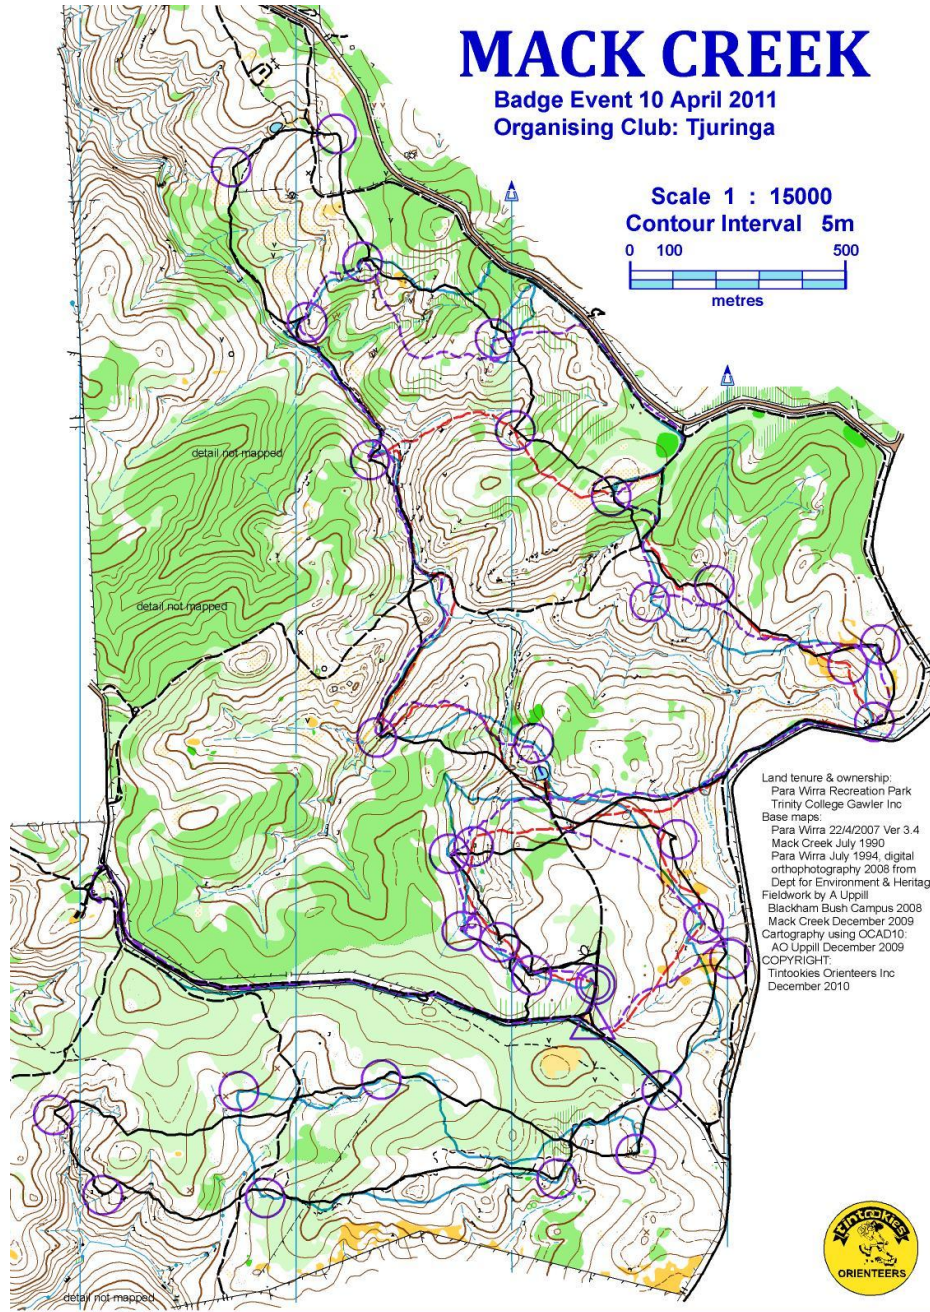 MACK CREEK
Badge Event 10 April 2011
Organising Club: Tjuringa
Scale 1 : 15000
Contour Interval 5m
0 100 500
metres
detail not mapped
detail not mapped
Land tenure & ownership:
Para Wirra Recreation Park
Trinity College Gawler Inc
Base maps:
Para Wirra 22/4/2007 Ver 3.4
Mack Creek July 1990
Para Wirra July 1994, digital
orthophotography 2008 from
Dept for Environment & Heritag
Fieldwork by A Uppill
Blackham Bush Campus 2008
Mack Creek December 2009
Cartography using OCAD10:
AO Uppill December 2009
COPYRIGHT:
Tintookies Orienteers Inc
December 2010
tintookies
ORIENTEERS
detail not mapped